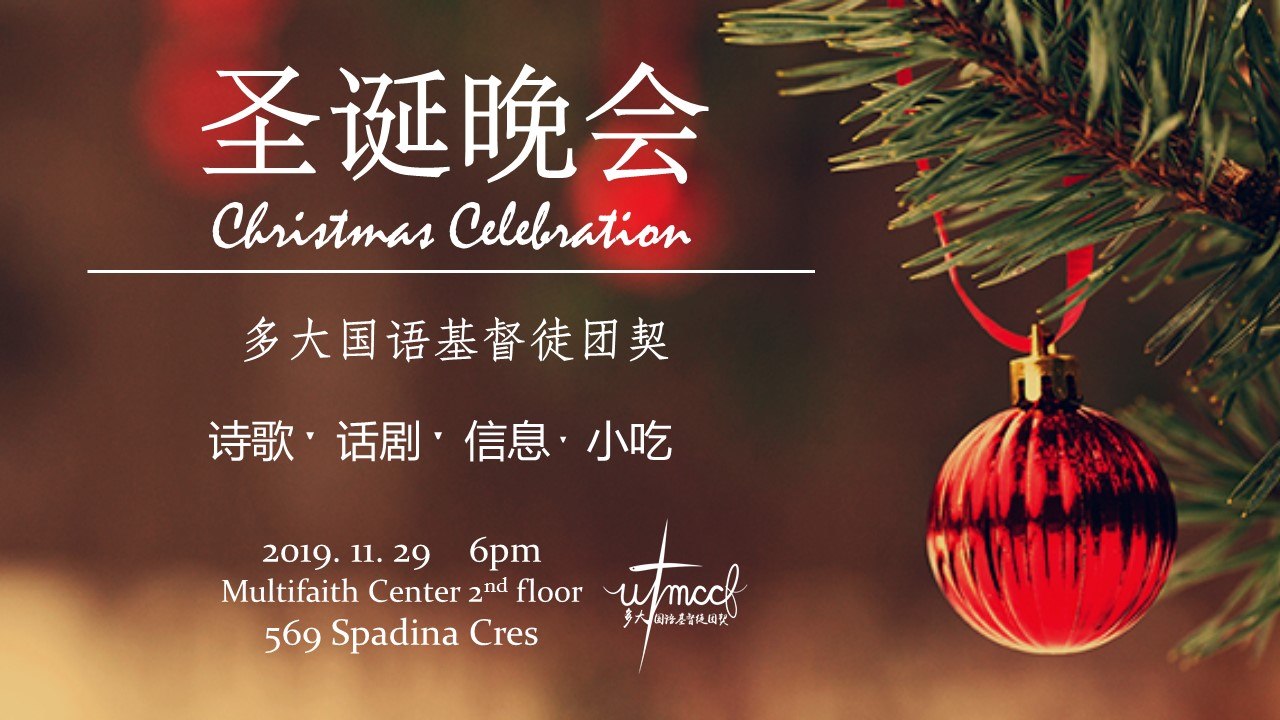 圣诞晚会
Christmas Celebration
多大国语基督徒团契
诗歌 · 话剧 · 信息 · 小吃
2019. 11. 29 6pm
Multifaith Center 2nd floor
569 Spadina Cres
utmccf
多大国语基督徒团契